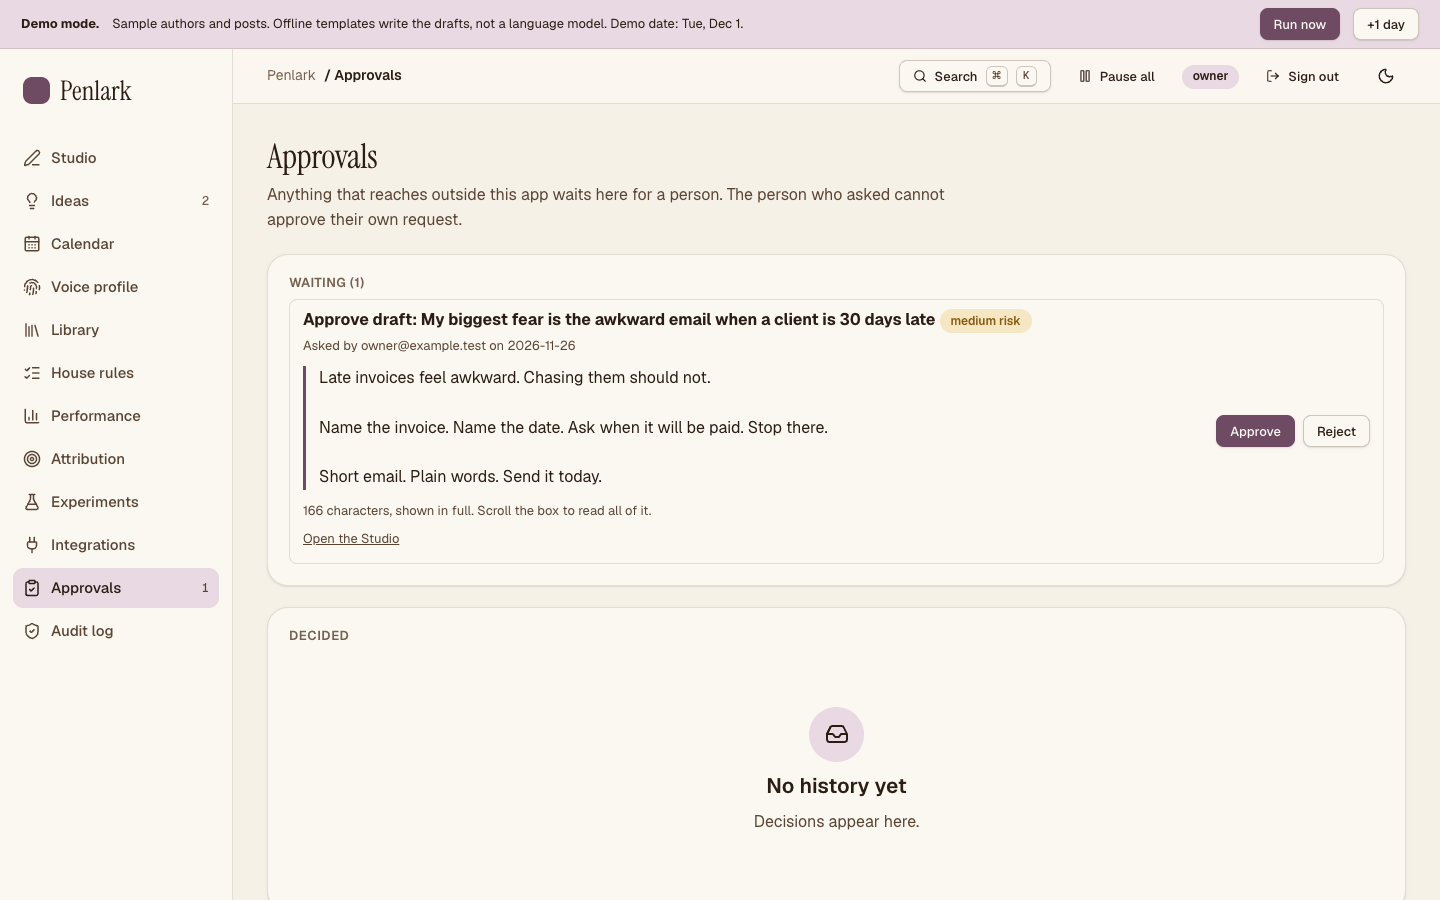 Demo mode. Sample authors and posts. Offline templates write the drafts, not a language model. Demo date: Tue, Dec 1.
Run now
+1 day
Penlark
Penlark / Approvals
Search ⌘ K
Pause all
owner
Sign out
Studio
Ideas 2
Calendar
Voice profile
Library
House rules
Performance
Attribution
Experiments
Integrations
Approvals 1
Audit log
Approvals
Anything that reaches outside this app waits here for a person. The person who asked cannot
approve their own request.
WAITING (1)
Approve draft: My biggest fear is the awkward email when a client is 30 days late medium risk
Asked by owner@example.test on 2026-11-26
Late invoices feel awkward. Chasing them should not.
Name the invoice. Name the date. Ask when it will be paid. Stop there.
Short email. Plain words. Send it today.
Approve
Reject
166 characters, shown in full. Scroll the box to read all of it.
Open the Studio
DECIDED
No history yet
Decisions appear here.